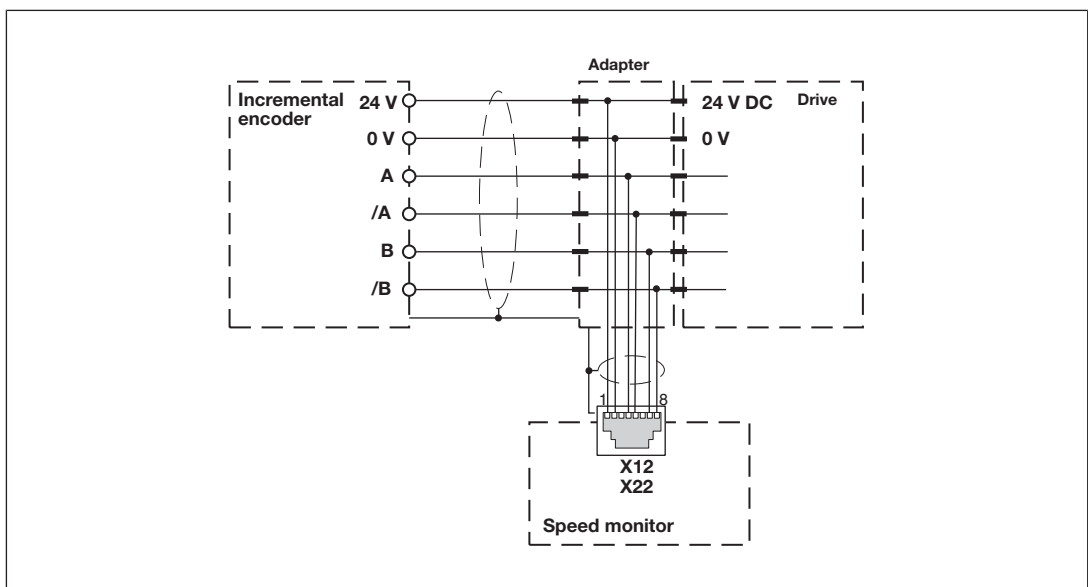 Adapter
Incremental
encoder
24 V
0 V
A
/A
B
/B
24 V DC
Drive
0 V
1
8
X12
X22
Speed monitor